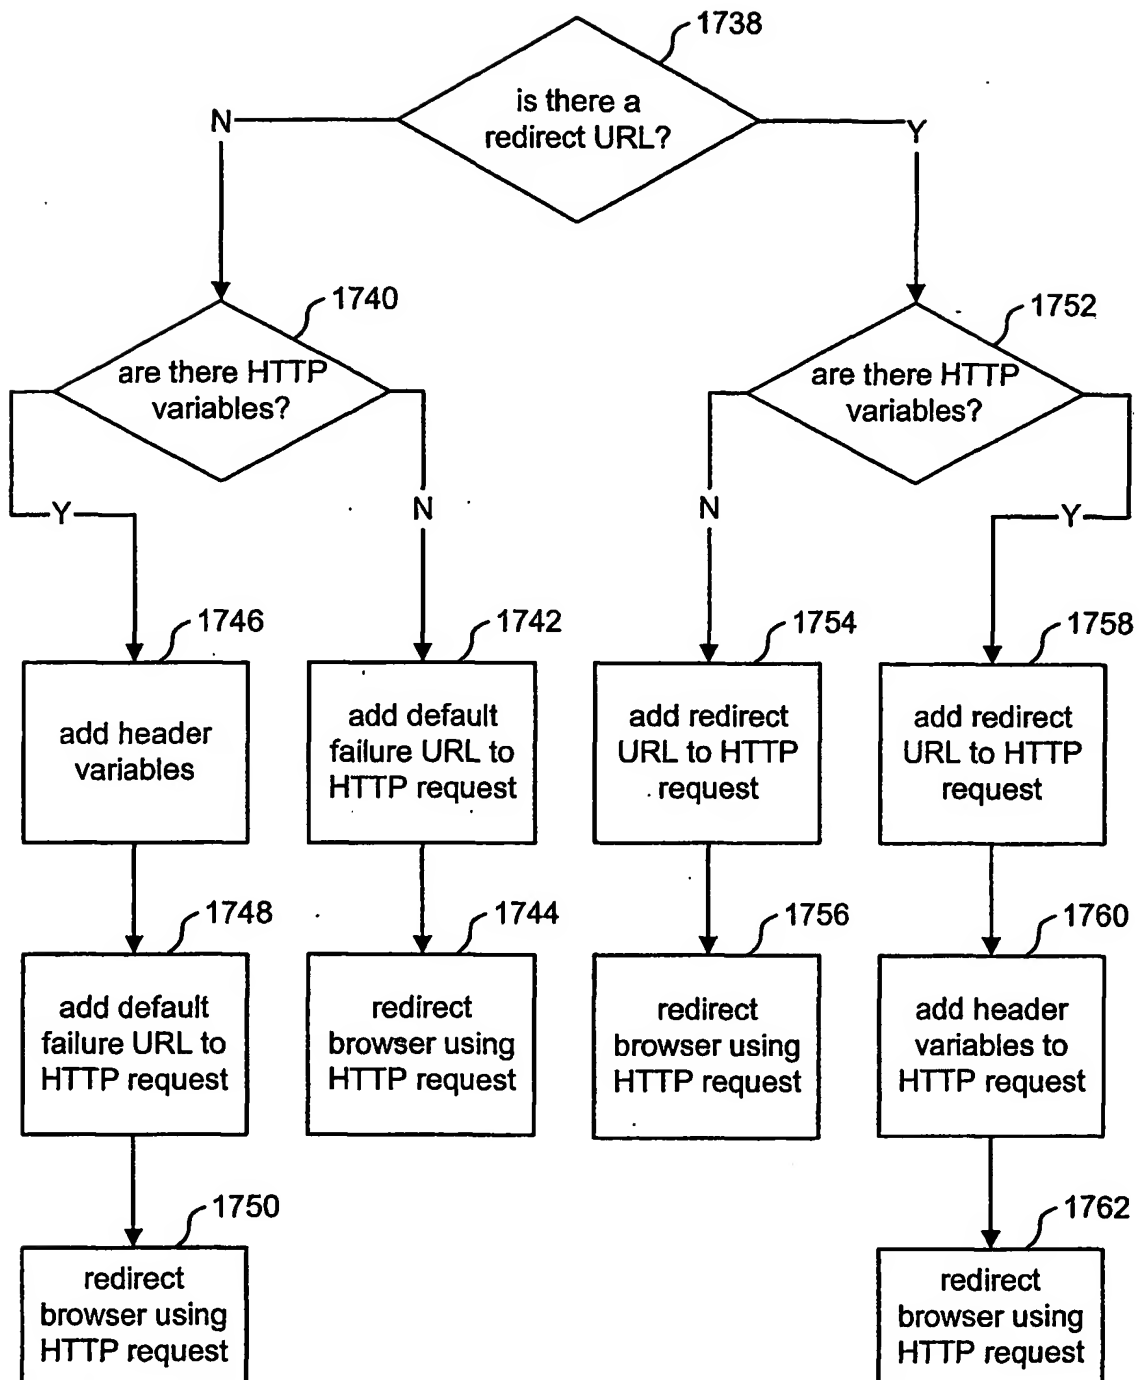 1738
is there a
redirect URL?
N
Y
1740
are there HTTP
variables?
1752
are there HTTP
variables?
Y
N
N
Y
1746
add header
variables
1742
add default
failure URL to
HTTP request
1754
add redirect
URL to HTTP
request
1758
add redirect
URL to HTTP
request
1748
add default
failure URL to
HTTP request
1744
redirect
browser using
HTTP request
1756
redirect
browser using
HTTP request
1760
add header
variables to
HTTP request
1750
redirect
browser using
HTTP request
1762
redirect
browser using
HTTP request